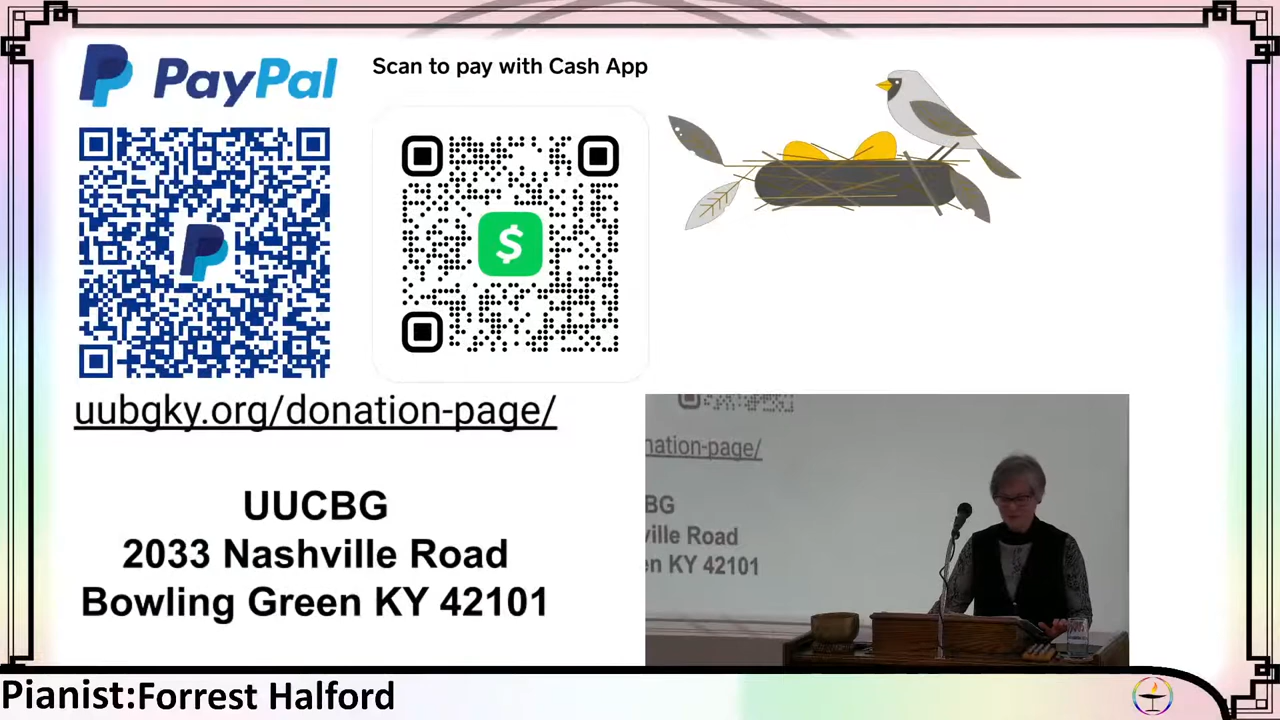 PayPal
Scan to pay with Cash App
uubgky.org/donation-page/
UUCBG
2033 Nashville Road
Bowling Green KY 42101
nation-page/
BG
ville Road
en KY 42101
Pianist:Forrest Halford